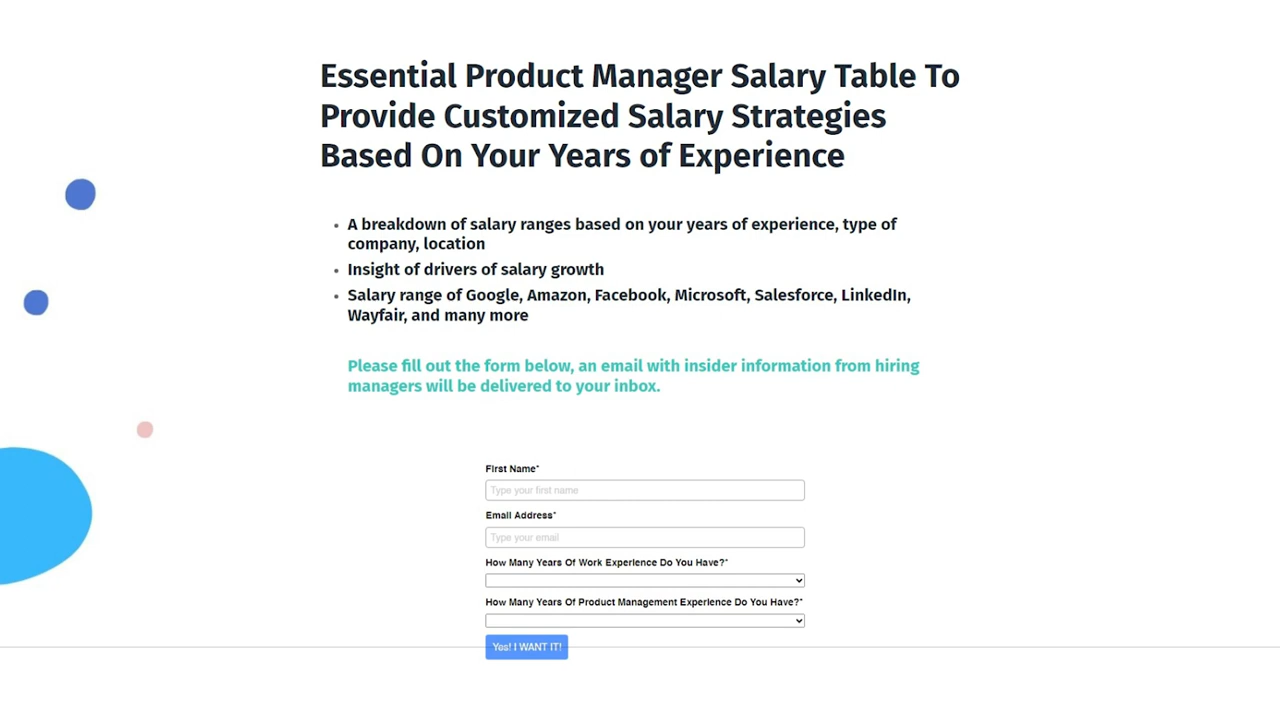 Essential Product Manager Salary Table To
Provide Customized Salary Strategies
Based On Your Years of Experience
• A breakdown of salary ranges based on your years of experience, type of
company, location
• Insight of drivers of salary growth
• Salary range of Google, Amazon, Facebook, Microsoft, Salesforce, LinkedIn,
Wayfair, and many more
Please fill out the form below, an email with insider information from hiring
managers will be delivered to your inbox.
First Name*
Type your first name
Email Address*
Type your email
How Many Years Of Work Experience Do You Have?*
How Many Years Of Product Management Experience Do You Have?*
Yes! I WANT IT!